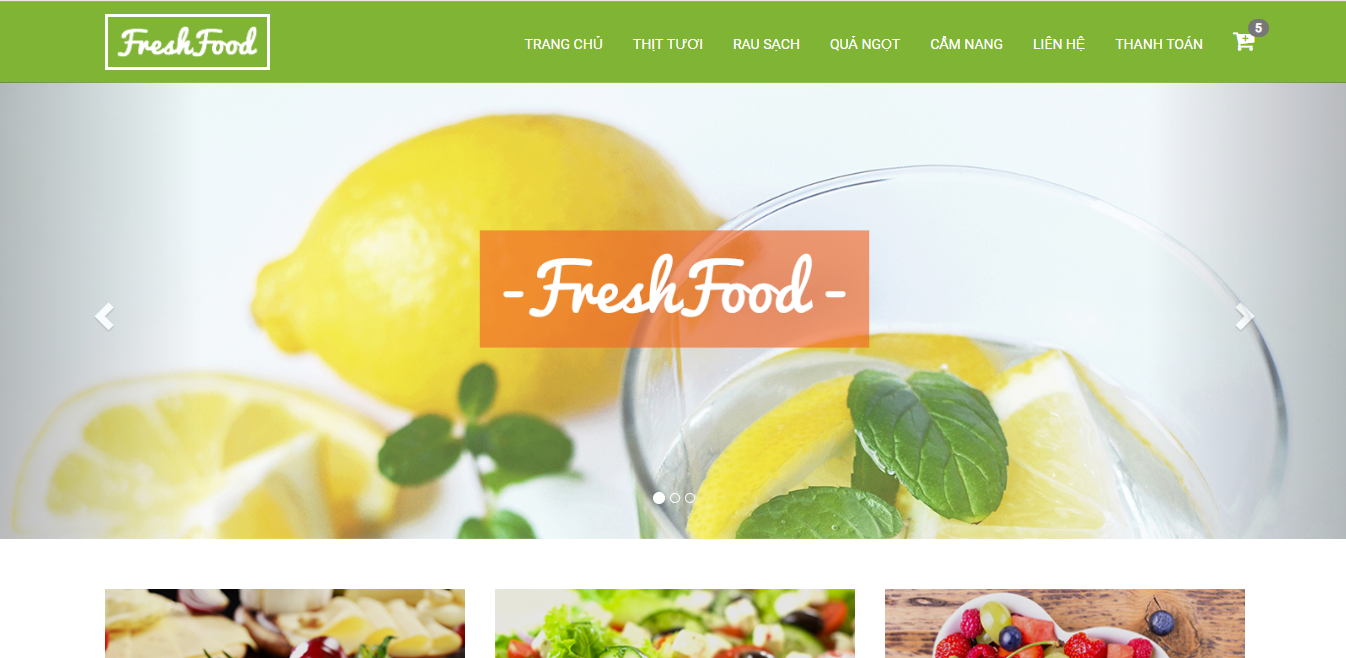 FreshFood
TRANG CHỦ THỊT TƯƠI RAU SẠCH QUẢ NGỌT CẨM NANG LIÊN HỆ THANH TOÁN 5
- FreshFood -